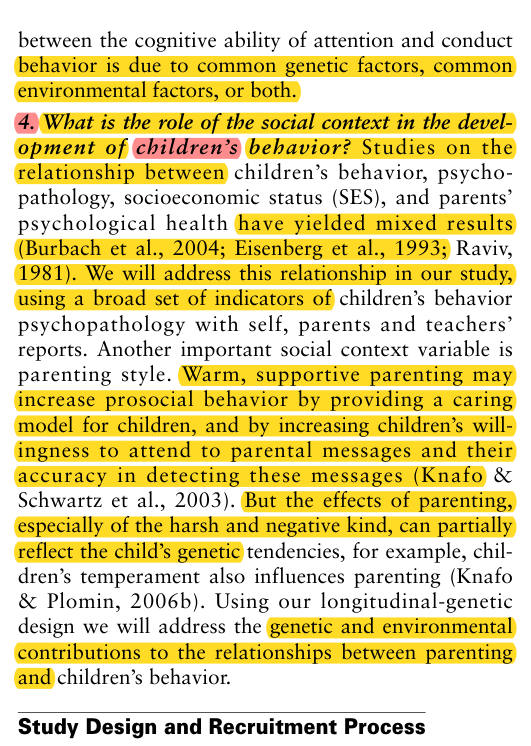 between the cognitive ability of attention and conduct
behavior is due to common genetic factors, common
environmental factors, or both.
4. What is the role of the social context in the devel-
opment of children’s behavior? Studies on the
relationship between children’s behavior, psycho-
pathology, socioeconomic status (SES), and parents’
psychological health have yielded mixed results
(Burbach et al., 2004; Eisenberg et al., 1993; Raviv,
1981). We will address this relationship in our study,
using a broad set of indicators of children’s behavior
psychopathology with self, parents and teachers’
reports. Another important social context variable is
parenting style. Warm, supportive parenting may
increase prosocial behavior by providing a caring
model for children, and by increasing children’s will-
ingness to attend to parental messages and their
accuracy in detecting these messages (Knafo &
Schwartz et al., 2003). But the effects of parenting,
especially of the harsh and negative kind, can partially
reflect the child’s genetic tendencies, for example, chil-
dren’s temperament also influences parenting (Knafo
& Plomin, 2006b). Using our longitudinal-genetic
design we will address the genetic and environmental
contributions to the relationships between parenting
and children’s behavior.
Study Design and Recruitment Process